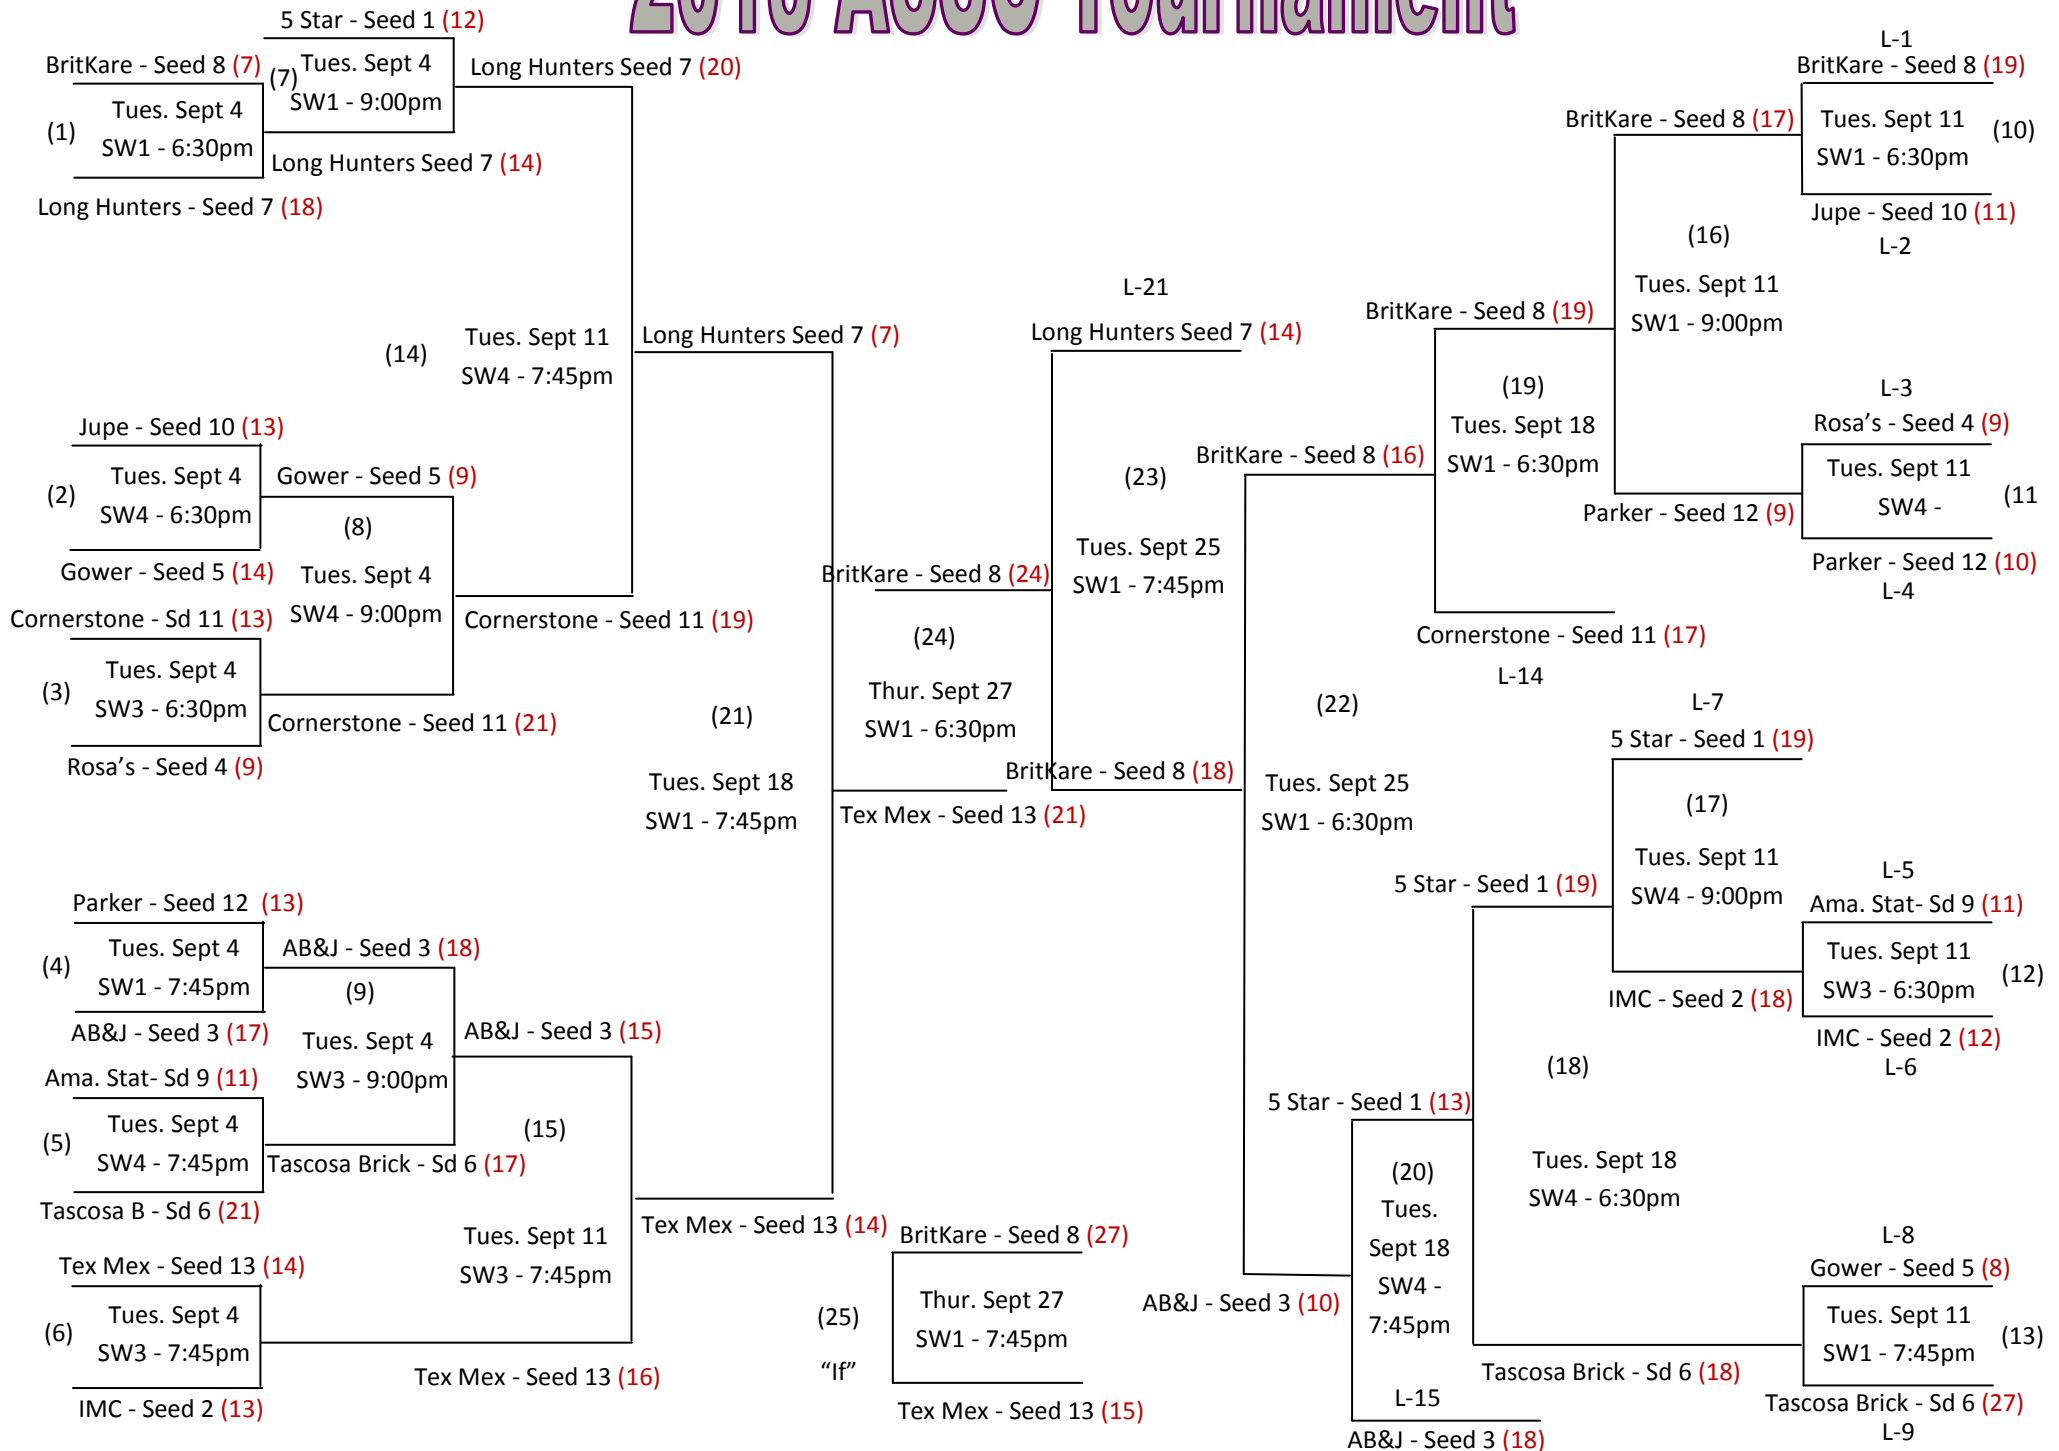 2018 ACSC Tournament
5 Star - Seed 1 (12)
BritKare - Seed 8 (7)
(7)
Tues. Sept 4
SW1 - 9:00pm
Long Hunters Seed 7 (20)
(1)
Tues. Sept 4
SW1 - 6:30pm
Long Hunters Seed 7 (14)
Long Hunters - Seed 7 (18)
(14)
Tues. Sept 11
SW4 - 7:45pm
Long Hunters Seed 7 (7)
Jupe - Seed 10 (13)
(2)
Tues. Sept 4
SW4 - 6:30pm
Gower - Seed 5 (9)
Gower - Seed 5 (14)
(8)
Tues. Sept 4
SW4 - 9:00pm
Cornerstone - Sd 11 (13)
Cornerstone - Seed 11 (19)
(3)
Tues. Sept 4
SW3 - 6:30pm
Cornerstone - Seed 11 (21)
Rosa's - Seed 4 (9)
(21)
Tues. Sept 18
SW1 - 7:45pm
Tex Mex - Seed 13 (21)
Parker - Seed 12 (13)
(4)
Tues. Sept 4
SW1 - 7:45pm
AB&J - Seed 3 (18)
AB&J - Seed 3 (17)
(9)
Tues. Sept 4
SW3 - 9:00pm
AB&J - Seed 3 (15)
Ama. Stat- Sd 9 (11)
(5)
Tues. Sept 4
SW4 - 7:45pm
Tascosa Brick - Sd 6 (17)
Tascosa B - Sd 6 (21)
(15)
Tues. Sept 11
SW3 - 7:45pm
Tex Mex - Seed 13 (14)
Tex Mex - Seed 13 (14)
(6)
Tues. Sept 4
SW3 - 7:45pm
Tex Mex - Seed 13 (16)
IMC - Seed 2 (13)
L-21
Long Hunters Seed 7 (14)
(23)
Tues. Sept 25
SW1 - 7:45pm
BritKare - Seed 8 (24)
(24)
Thur. Sept 27
SW1 - 6:30pm
BritKare - Seed 8 (18)
BritKare - Seed 8 (27)
(25)
"If"
Thur. Sept 27
SW1 - 7:45pm
Tex Mex - Seed 13 (15)
L-1
BritKare - Seed 8 (19)
BritKare - Seed 8 (17)
Tues. Sept 11
SW1 - 6:30pm
(10)
Jupe - Seed 10 (11)
L-2
(16)
Tues. Sept 11
SW1 - 9:00pm
BritKare - Seed 8 (19)
L-3
Rosa's - Seed 4 (9)
Tues. Sept 11
SW4 -
(11
Parker - Seed 12 (9)
Parker - Seed 12 (10)
L-4
(19)
Tues. Sept 18
SW1 - 6:30pm
BritKare - Seed 8 (16)
Cornerstone - Seed 11 (17)
L-14
(22)
Tues. Sept 25
SW1 - 6:30pm
L-7
5 Star - Seed 1 (19)
(17)
Tues. Sept 11
SW4 - 9:00pm
5 Star - Seed 1 (19)
L-5
Ama. Stat- Sd 9 (11)
Tues. Sept 11
SW3 - 6:30pm
(12)
IMC - Seed 2 (18)
IMC - Seed 2 (12)
L-6
(18)
Tues. Sept 18
SW4 - 6:30pm
5 Star - Seed 1 (13)
(20)
Tues.
Sept 18
SW4 -
7:45pm
AB&J - Seed 3 (10)
L-8
Gower - Seed 5 (8)
Tues. Sept 11
SW1 - 7:45pm
(13)
Tascosa Brick - Sd 6 (18)
Tascosa Brick - Sd 6 (27)
L-9
L-15
AB&J - Seed 3 (18)